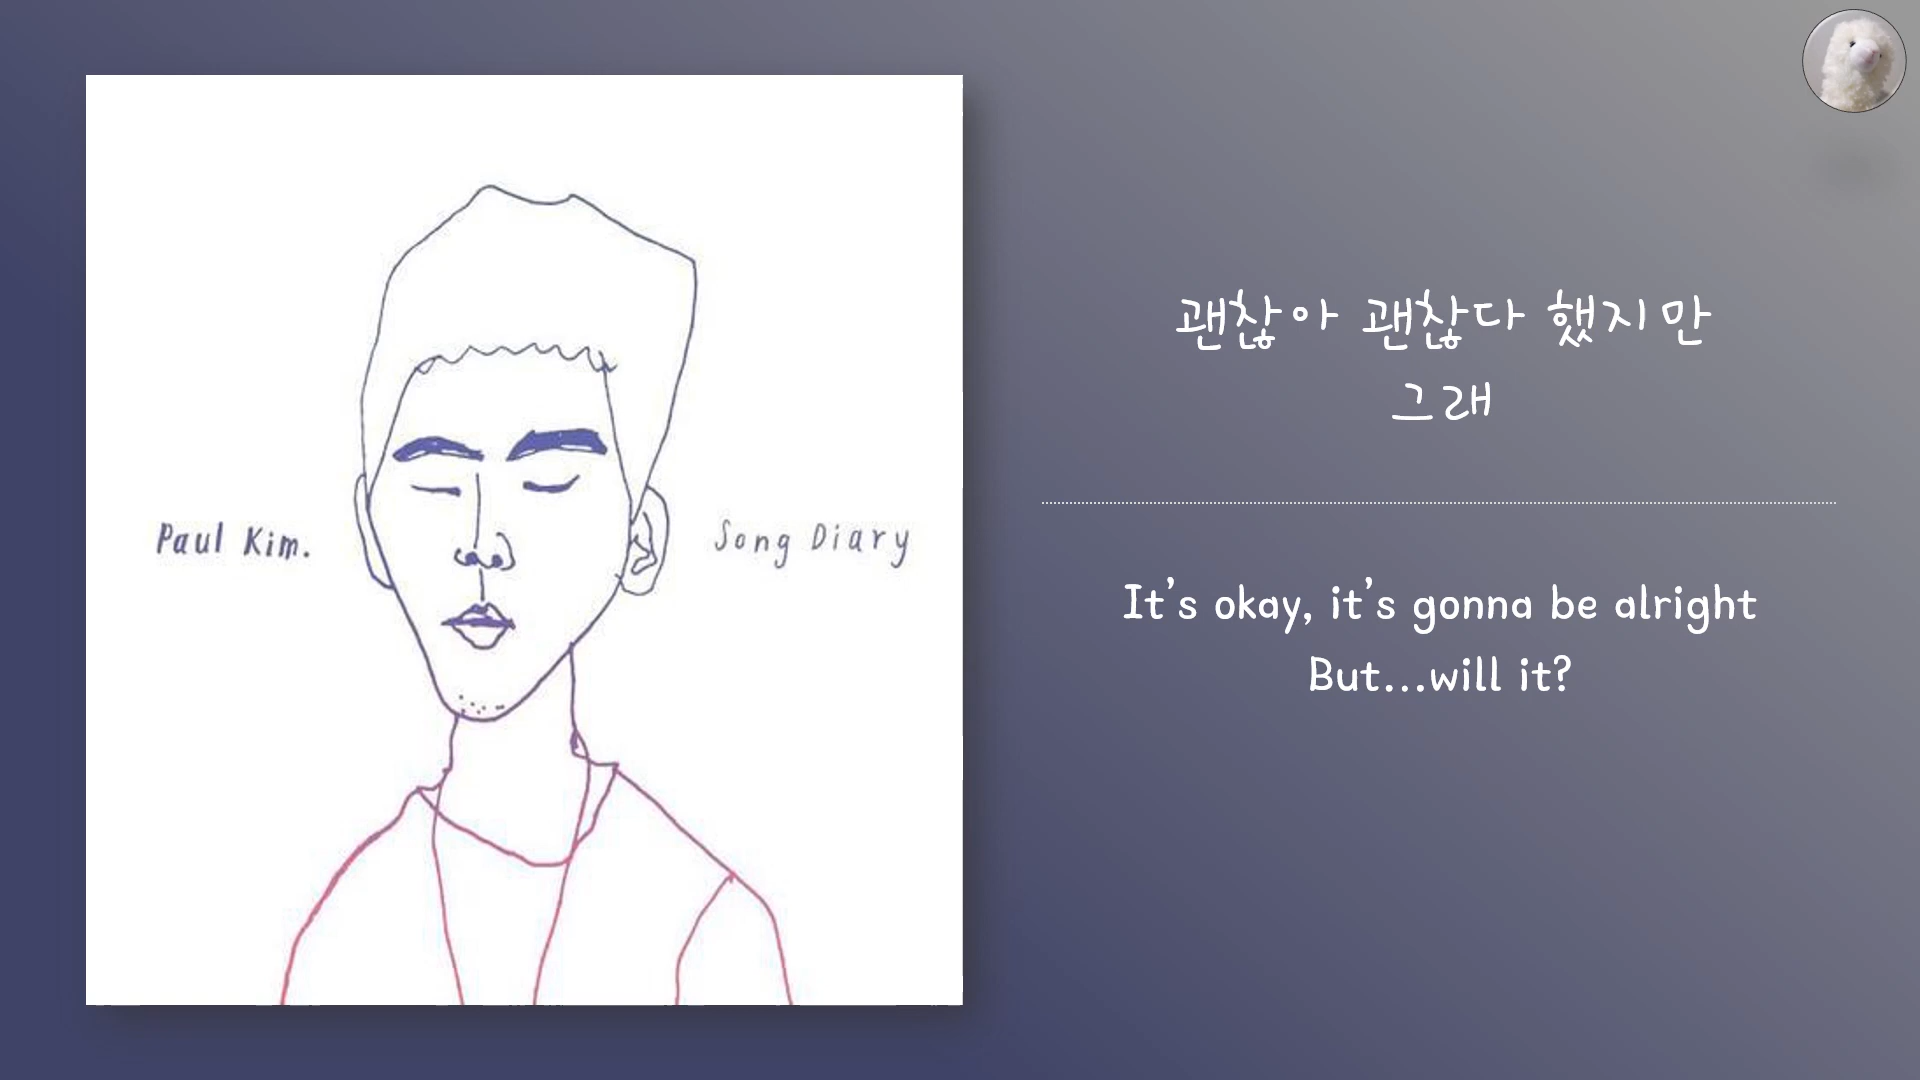 Paul Kim.
Song Diary
괜찮아 괜찮다 했지만
그래
It's okay, it's gonna be alright
But...will it?